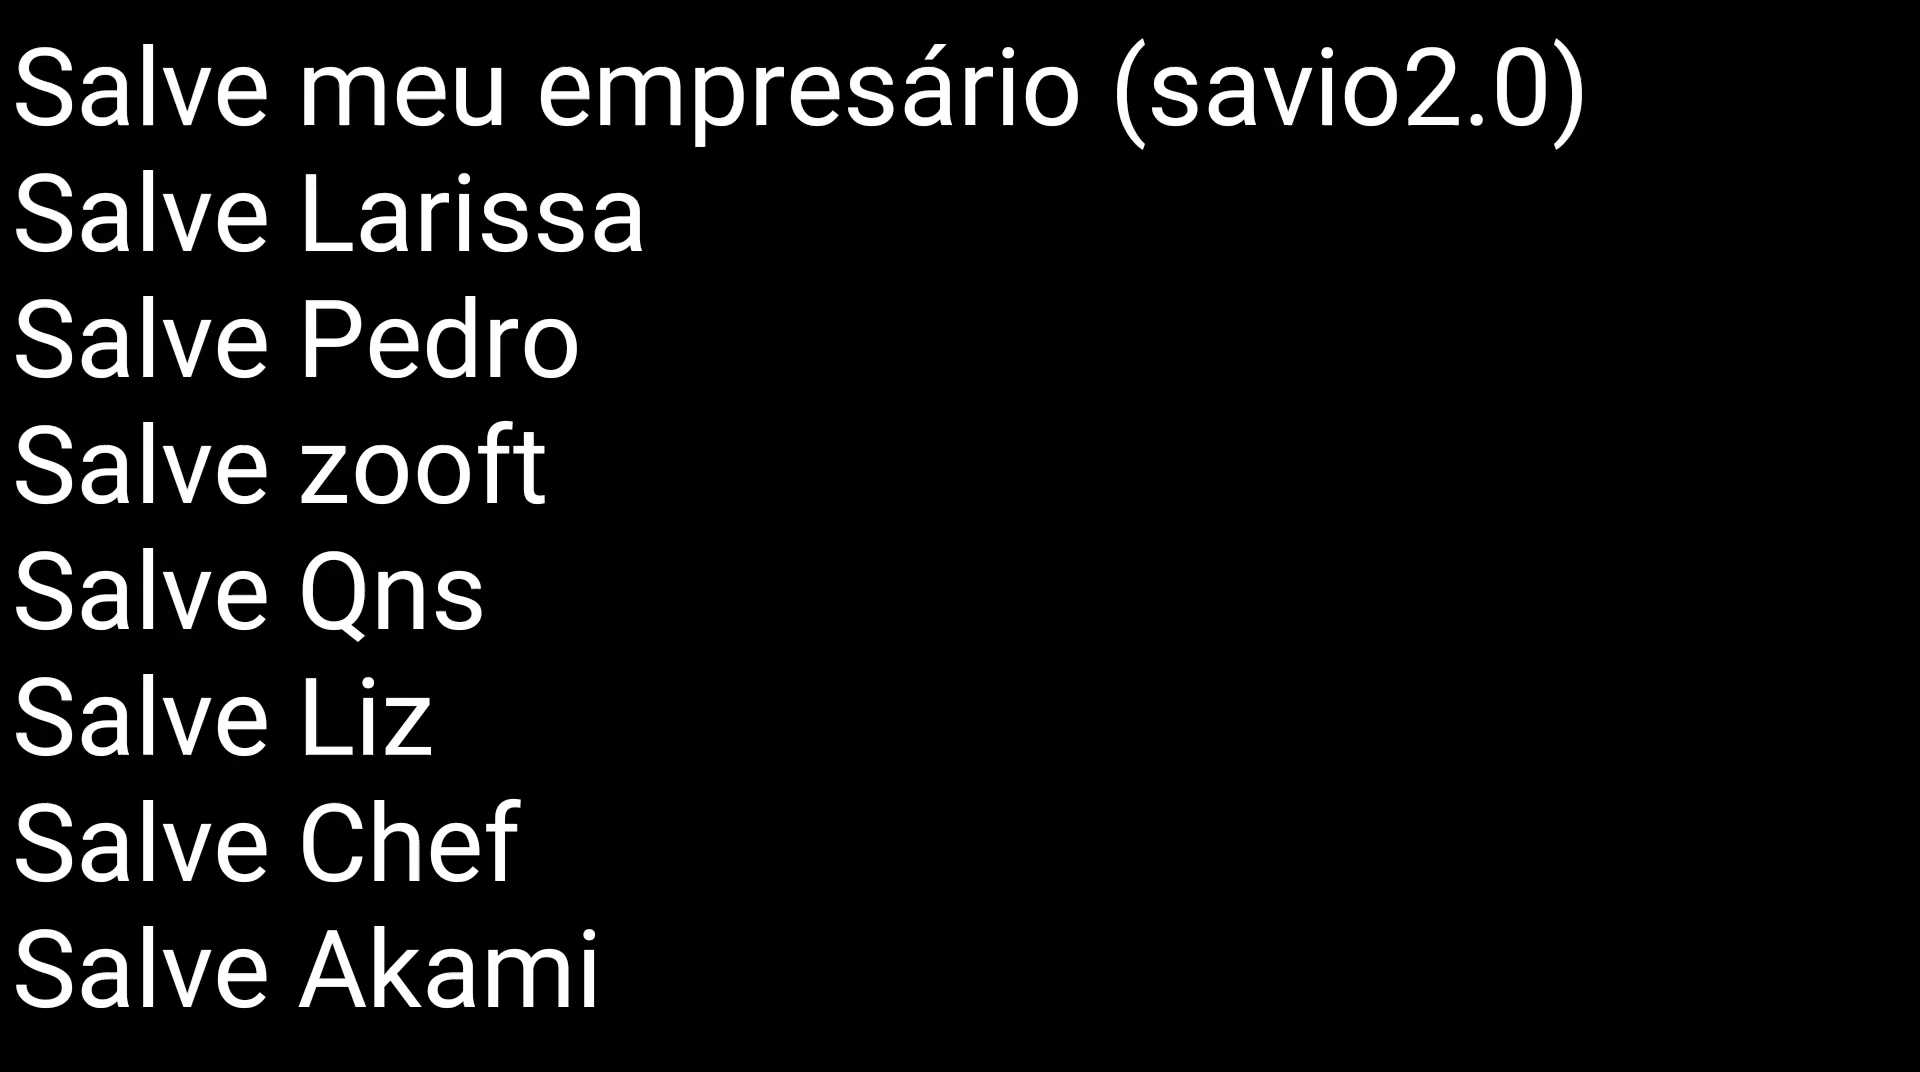 Salve meu empresário (savio2.0)
Salve Larissa
Salve Pedro
Salve zooft
Salve Qns
Salve Liz
Salve Chef
Salve Akami